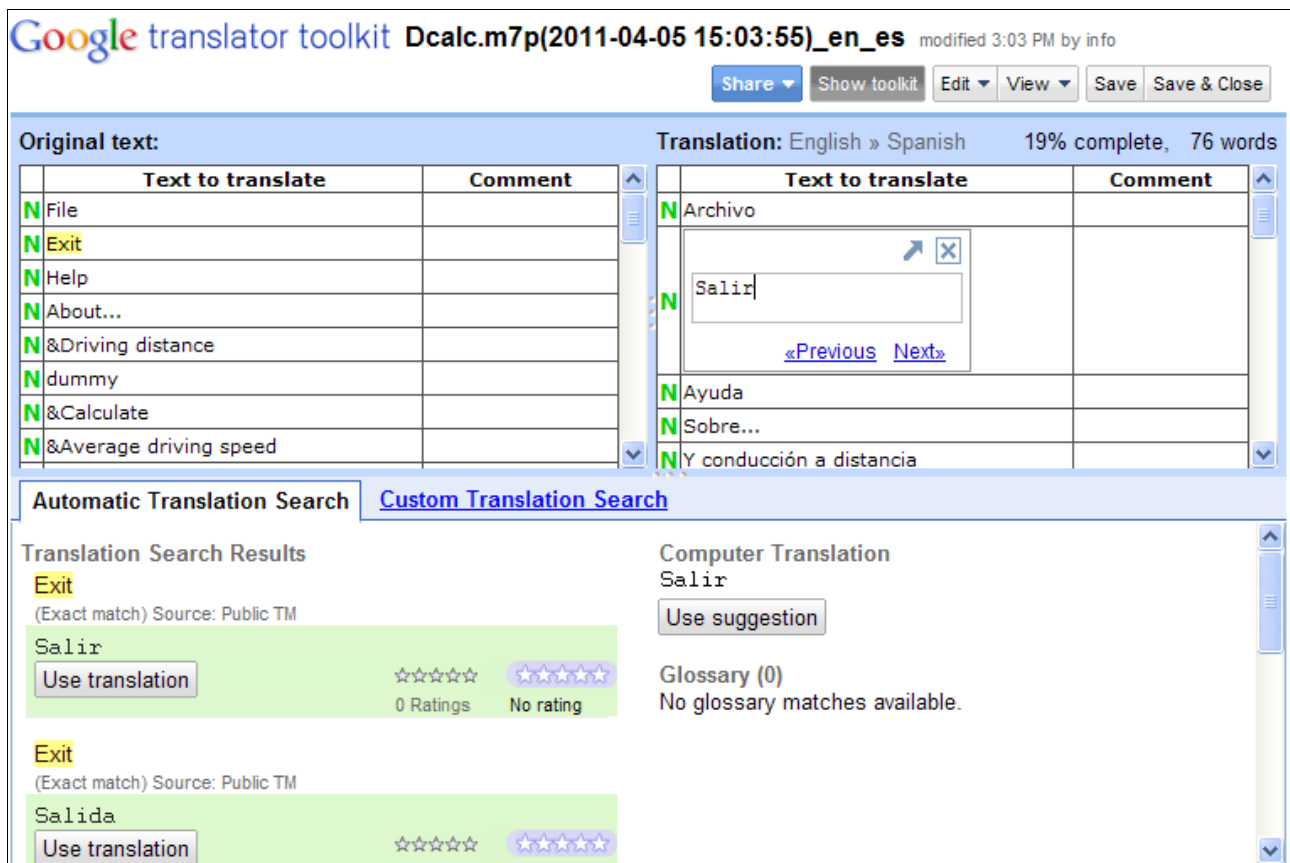 Google translator toolkit Dcalc.m7p(2011-04-05 15:03:55)_en_es modified 3:03 PM by info
Share Show toolkit Edit View Save Save & Close
Original text:
Text to translate Comment
N File
N Exit
N Help
N About...
N &Driving distance
N dummy
N &Calculate
N &Average driving speed
Translation: English » Spanish 19% complete, 76 words
Text to translate Comment
N Archivo
N Salir
«Previous Next»
N Ayuda
N Sobre...
N Y conducción a distancia
Automatic Translation Search Custom Translation Search
Translation Search Results
Exit
(Exact match) Source: Public TM
Salir
Use translation
0 Ratings No rating
Exit
(Exact match) Source: Public TM
Salida
Use translation
Computer Translation
Salir
Use suggestion
Glossary (0)
No glossary matches available.